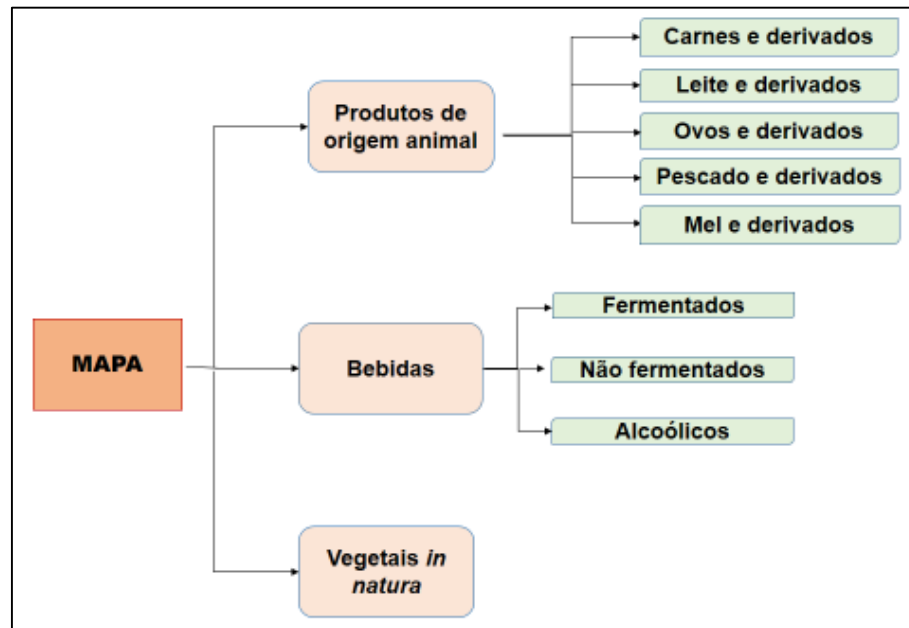 MAPA
Produtos de
origem animal
Carnes e derivados
Leite e derivados
Ovos e derivados
Pescado e derivados
Mel e derivados
Bebidas
Fermentados
Não fermentados
Alcoólicos
Vegetais in
natura